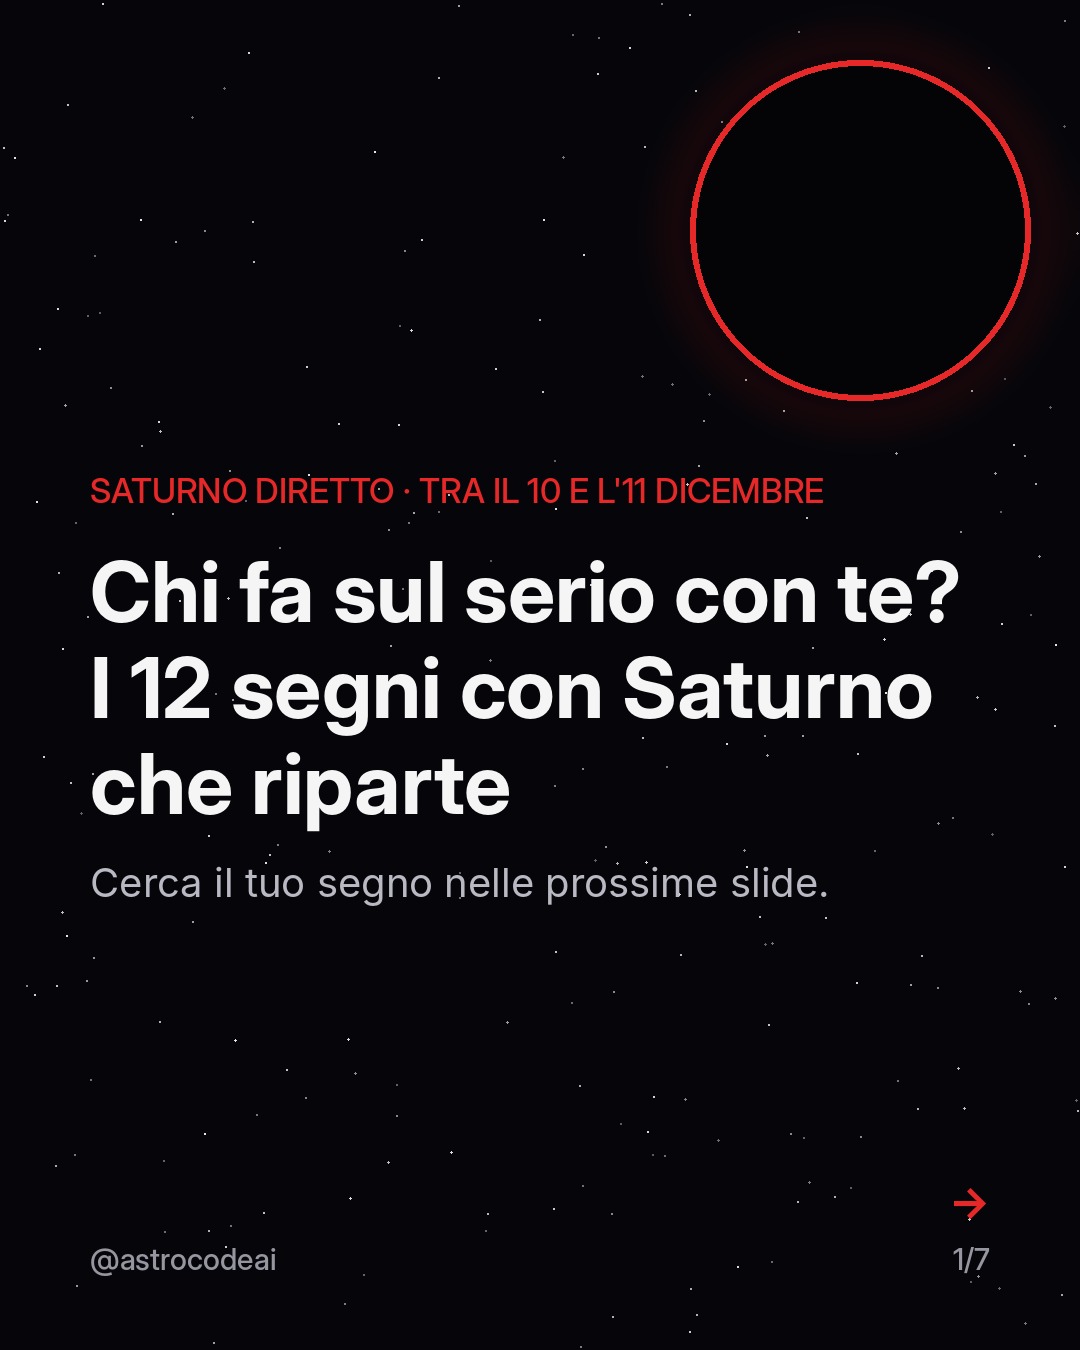 SATURNO DIRETTO · TRA IL 10 E L'11 DICEMBRE
Chi fa sul serio con te?
I 12 segni con Saturno
che riparte
Cerca il tuo segno nelle prossime slide.
→
@astrocodeai
1/7